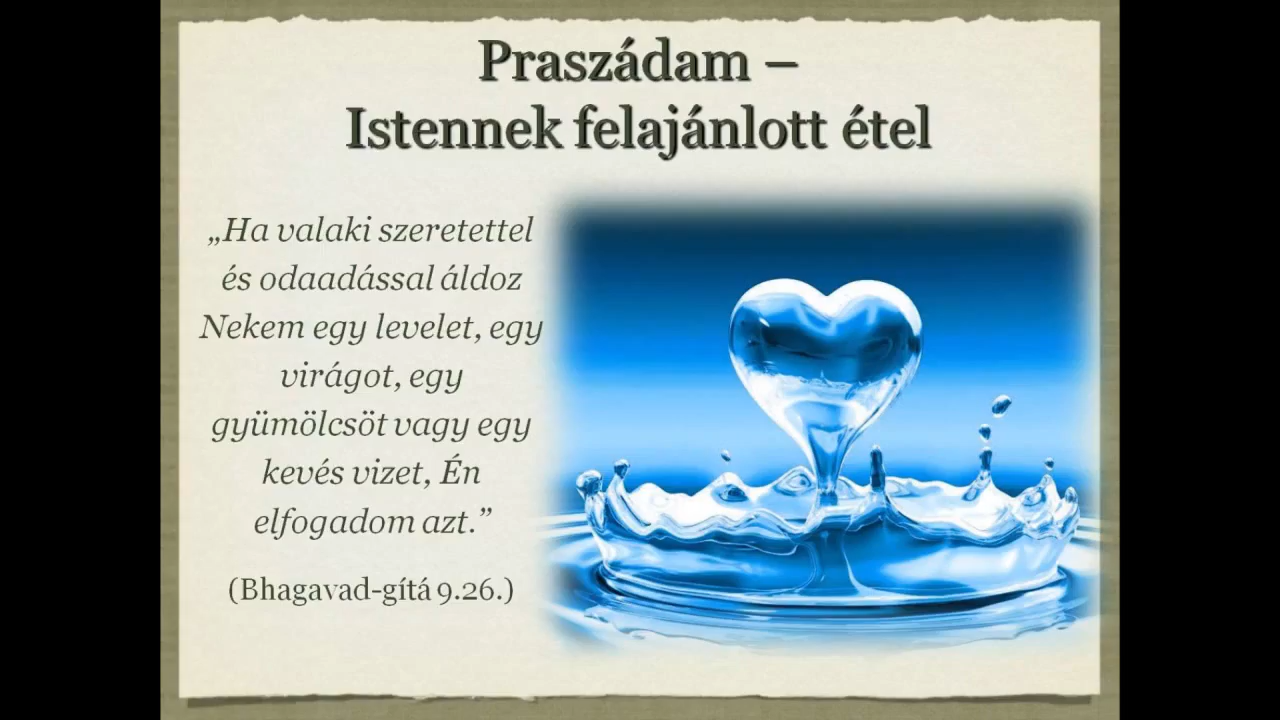 Praszádam –
Istennek felajánlott étel
„Ha valaki szeretettel
és odaadással áldoz
Nekem egy levelet, egy
virágot, egy
gyümölcsöt vagy egy
kevés vizet, Én
elfogadom azt.”
(Bhagavad-gítá 9.26.)